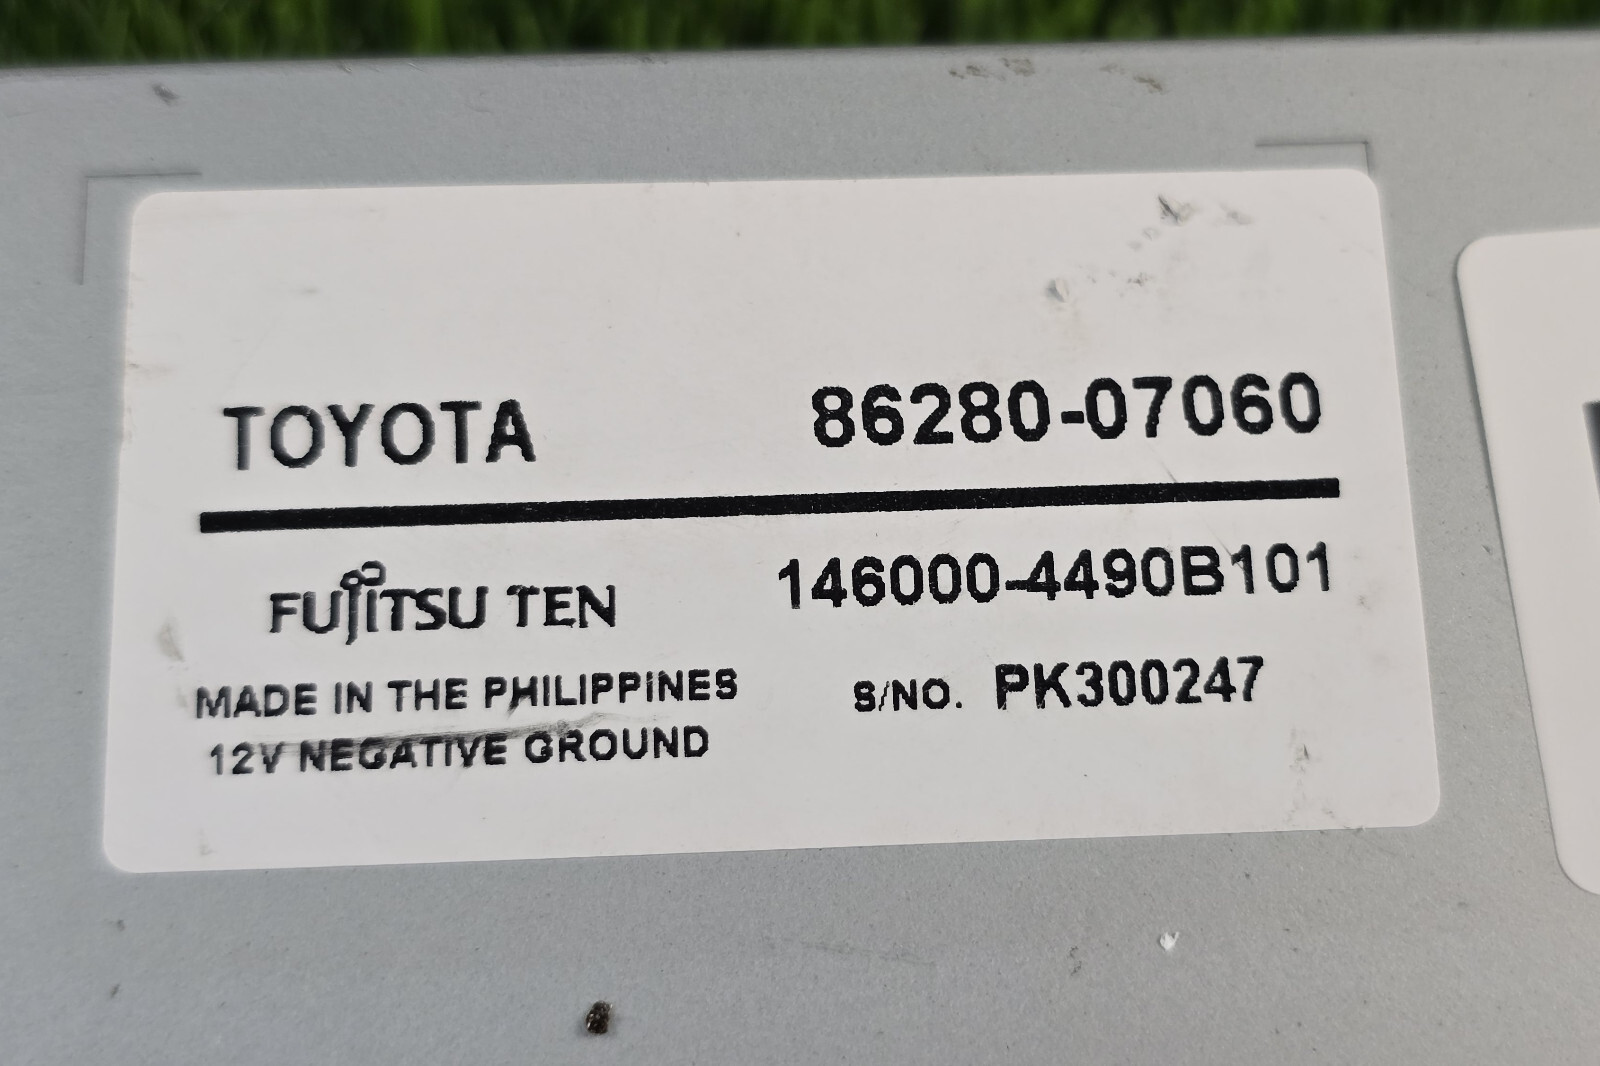 TOYOTA 86280-07060
FUJITSU TEN 146000-4490B101
MADE IN THE PHILIPPINES S/NO. PK300247
12V NEGATIVE GROUND